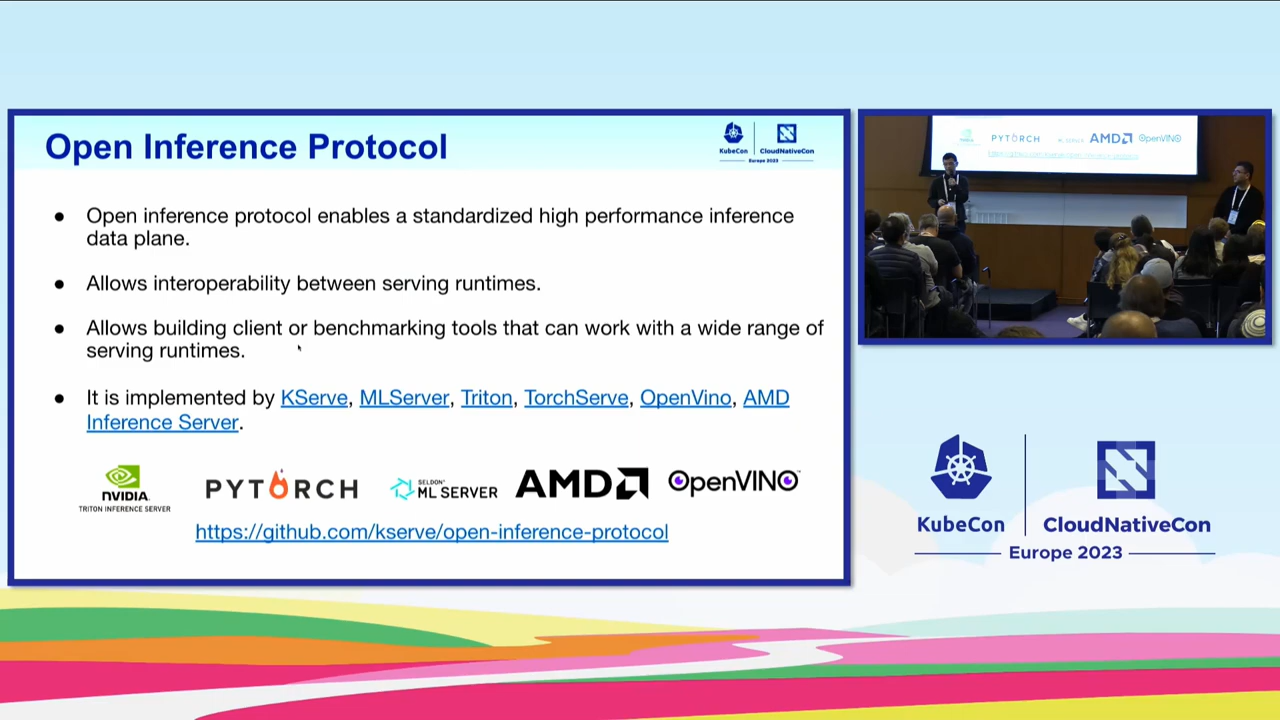 Open Inference Protocol
KubeCon
CloudNativeCon
Europe 2023
● Open inference protocol enables a standardized high performance inference
data plane.
● Allows interoperability between serving runtimes.
● Allows building client or benchmarking tools that can work with a wide range of
serving runtimes.
● It is implemented by KServe, MLServer, Triton, TorchServe, OpenVino, AMD
Inference Server.
NVIDIA
TRITON INFERENCE SERVER
PYTORCH
SELDON
ML SERVER
AMD
OpenVINO™
https://github.com/kserve/open-inference-protocol
PYTORCH
ML SERVER
AMD
OpenVINO
KubeCon
CloudNativeCon
Europe 2023